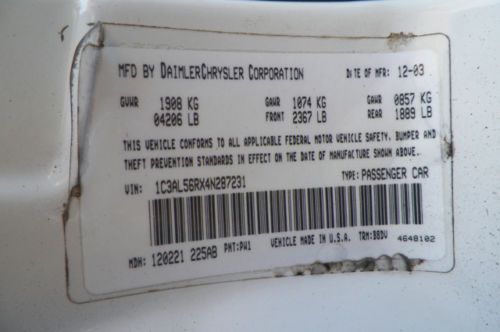 MFD BY DAIMLERCHRYSLER CORPORATION DATE OF MFR: 12-03
GVWR 1908 KG GAWR 1074 KG GAWR 0857 KG
04206 LB FRONT 2367 LB REAR 1889 LB
THIS VEHICLE CONFORMS TO ALL APPLICABLE FEDERAL MOTOR VEHICLE SAFETY, BUMPER AND
THEFT PREVENTION STANDARDS IN EFFECT ON THE DATE OF MANUFACTURE SHOWN ABOVE.
VIN: 1C3AL56RX4N287231 TYPE: PASSENGER CAR
MDH: 120221 225AB PNT: PW1 VEHICLE MADE IN U.S.A. TRM: BBDV 4648102